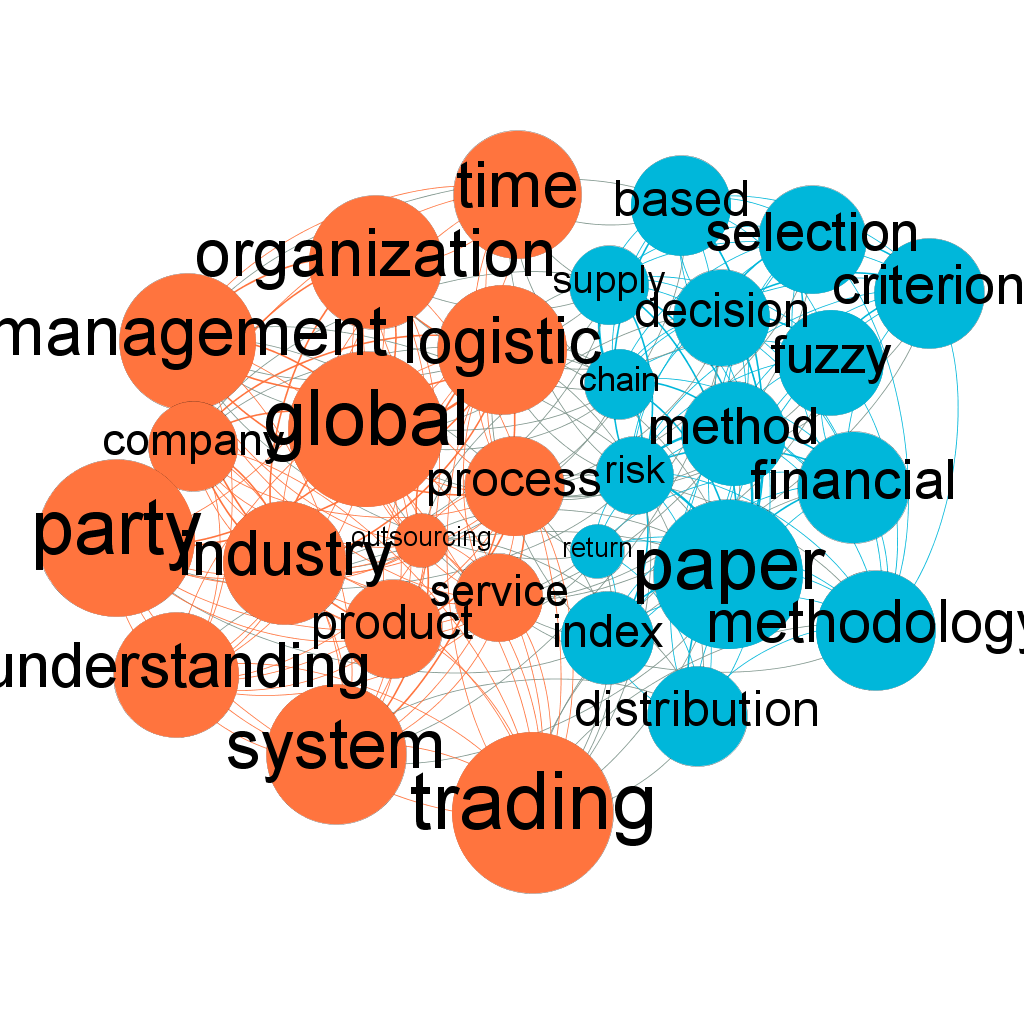 time
based
selection
organization
supply
criterion
decision
management
logistic
fuzzy
chain
global
method
company
process
risk
financial
party
industry
outsourcing
return
paper
service
product
index
methodology
understanding
distribution
system
trading